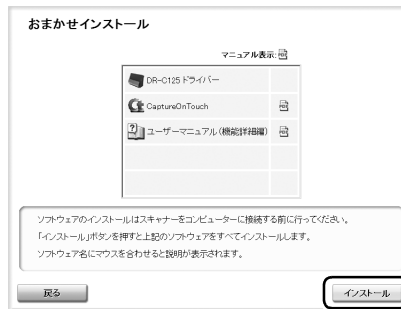 おまかせインストール
マニュアル表示:
DR-C125 ドライバー
CaptureOnTouch
ユーザーマニュアル(機能詳細編)
ソフトウェアのインストールはスキャナーをコンピューターに接続する前に行ってください。
「インストール」ボタンを押すと上記のソフトウェアをすべてインストールします。
ソフトウェア名にマウスを合わせると説明が表示されます。
戻る
インストール